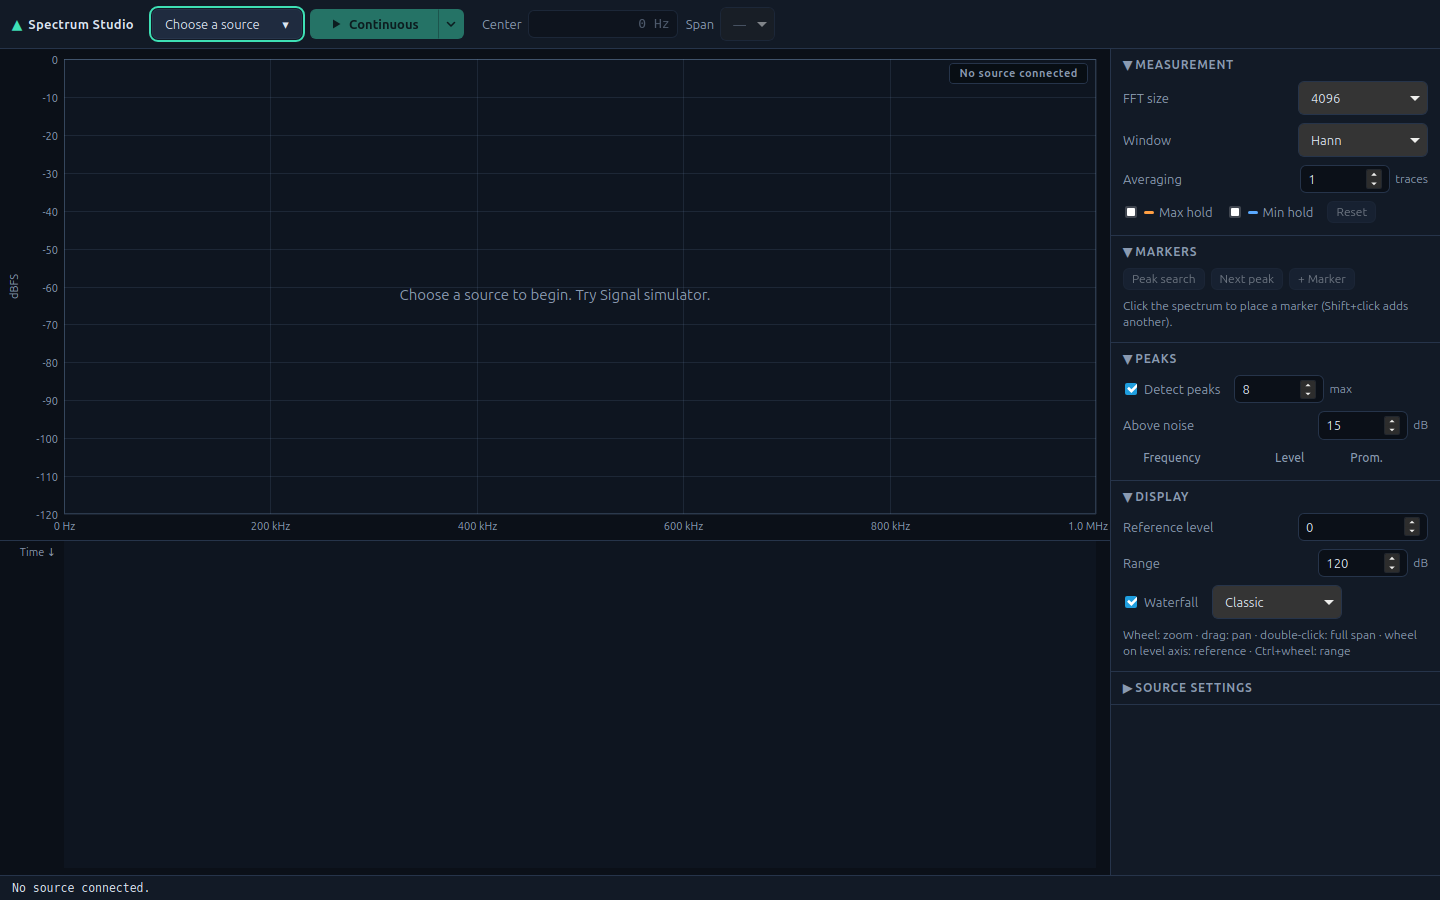 ▲ Spectrum Studio Choose a source ▼ ▶ Continuous Center 0 Hz Span —
No source connected
0
-10
-20
-30
-40
-50
-60
-70
-80
-90
-100
-110
-120
dBFS
Choose a source to begin. Try Signal simulator.
0 Hz 200 kHz 400 kHz 600 kHz 800 kHz 1.0 MHz
Time ↓
▼ MEASUREMENT
FFT size 4096
Window Hann
Averaging 1 traces
Max hold Min hold Reset
▼ MARKERS
Peak search Next peak + Marker
Click the spectrum to place a marker (Shift+click adds
another).
▼ PEAKS
Detect peaks 8 max
Above noise 15 dB
Frequency Level Prom.
▼ DISPLAY
Reference level 0
Range 120 dB
Waterfall Classic
Wheel: zoom · drag: pan · double-click: full span · wheel
on level axis: reference · Ctrl+wheel: range
▶ SOURCE SETTINGS
No source connected.